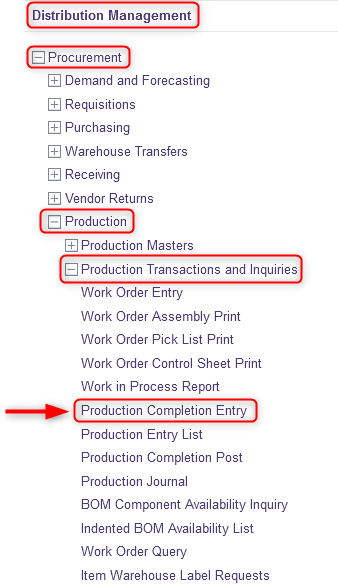 Distribution Management
Procurement
Demand and Forecasting
Requisitions
Purchasing
Warehouse Transfers
Receiving
Vendor Returns
Production
Production Masters
Production Transactions and Inquiries
Work Order Entry
Work Order Assembly Print
Work Order Pick List Print
Work Order Control Sheet Print
Work in Process Report
Production Completion Entry
Production Entry List
Production Completion Post
Production Journal
BOM Component Availability Inquiry
Indented BOM Availability List
Work Order Query
Item Warehouse Label Requests